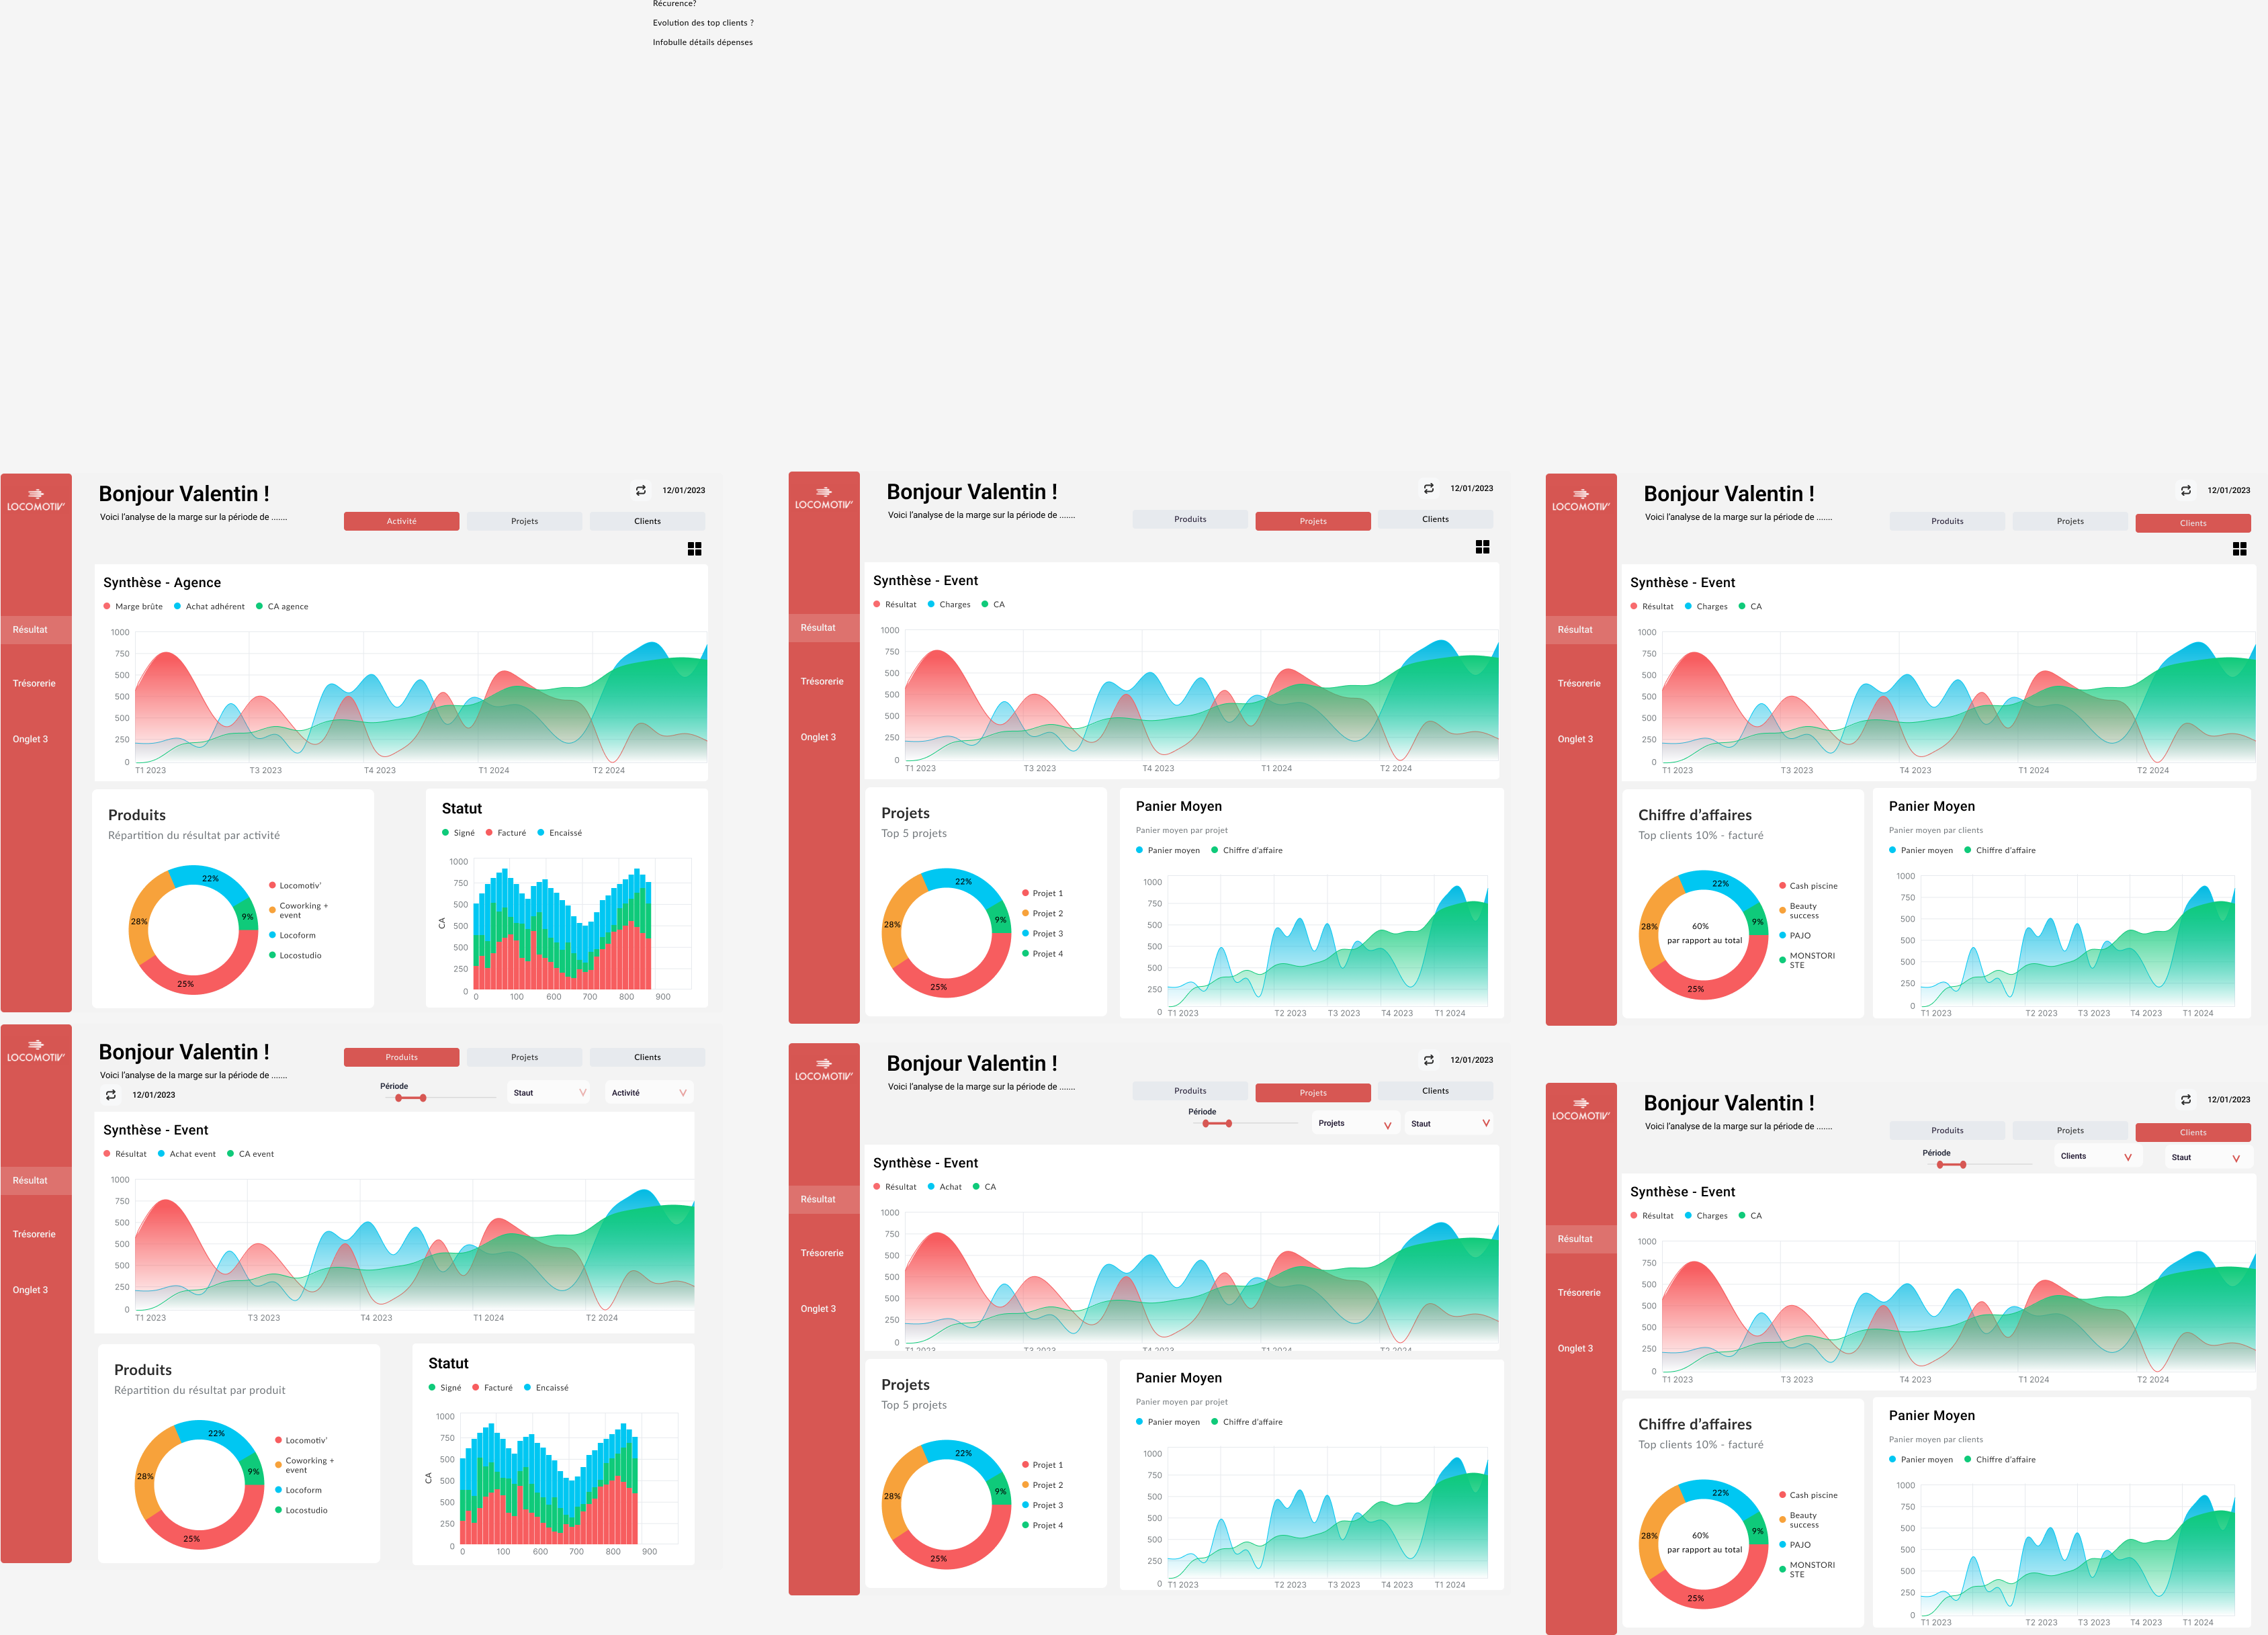 Récurence?
Evolution des top clients ?
Infobulle détails dépenses
LOCOMOTIV'
Résultat
Trésorerie
Onglet 3
Bonjour Valentin !
12/01/2023
Voici l'analyse de la marge sur la période de .......
Activité
Projets
Clients
Synthèse - Agence
Marge brûte
Achat adhérent
CA agence
1000
750
500
500
500
250
0
T1 2023
T3 2023
T4 2023
T1 2024
T2 2024
Produits
Répartition du résultat par activité
22%
28%
9%
25%
Locomotiv'
Coworking +
event
Locoform
Locostudio
Statut
Signé
Facturé
Encaissé
CA
1000
750
500
500
500
250
0
0
100
600
700
800
900
LOCOMOTIV'
Résultat
Trésorerie
Onglet 3
Bonjour Valentin !
12/01/2023
Voici l'analyse de la marge sur la période de .......
Produits
Projets
Clients
Synthèse - Event
Résultat
Charges
CA
1000
750
500
500
500
250
0
T1 2023
T3 2023
T4 2023
T1 2024
T2 2024
Projets
Top 5 projets
22%
28%
9%
25%
Projet 1
Projet 2
Projet 3
Projet 4
Panier Moyen
Panier moyen par projet
Panier moyen
Chiffre d'affaire
1000
750
500
500
500
250
0
T1 2023
T2 2023
T3 2023
T4 2023
T1 2024
LOCOMOTIV'
Résultat
Trésorerie
Onglet 3
Bonjour Valentin !
12/01/2023
Voici l'analyse de la marge sur la période de .......
Produits
Projets
Clients
Synthèse - Event
Résultat
Charges
CA
1000
750
500
500
500
250
0
T1 2023
T3 2023
T4 2023
T1 2024
T2 2024
Chiffre d'affaires
Top clients 10% - facturé
22%
28%
9%
25%
60%
par rapport au total
Cash piscine
Beauty
success
PAJO
MONSTORI
STE
Panier Moyen
Panier moyen par clients
Panier moyen
Chiffre d'affaire
1000
750
500
500
500
250
0
T1 2023
T2 2023
T3 2023
T4 2023
T1 2024
LOCOMOTIV'
Résultat
Trésorerie
Onglet 3
Bonjour Valentin !
Voici l'analyse de la marge sur la période de .......
12/01/2023
Produits
Projets
Clients
Période
Staut
Activité
Synthèse - Event
Résultat
Achat event
CA event
1000
750
500
500
500
250
0
T1 2023
T3 2023
T4 2023
T1 2024
T2 2024
Produits
Répartition du résultat par produit
22%
28%
9%
25%
Locomotiv'
Coworking +
event
Locoform
Locostudio
Statut
Signé
Facturé
Encaissé
CA
1000
750
500
500
500
250
0
0
100
600
700
800
900
LOCOMOTIV'
Résultat
Trésorerie
Onglet 3
Bonjour Valentin !
12/01/2023
Voici l'analyse de la marge sur la période de .......
Produits
Projets
Clients
Période
Projets
Staut
Synthèse - Event
Résultat
Achat
CA
1000
750
500
500
500
250
0
T1 2023
T3 2023
T4 2023
T1 2024
T2 2024
Projets
Top 5 projets
22%
28%
9%
25%
Projet 1
Projet 2
Projet 3
Projet 4
Panier Moyen
Panier moyen par projet
Panier moyen
Chiffre d'affaire
1000
750
500
500
500
250
0
T1 2023
T2 2023
T3 2023
T4 2023
T1 2024
LOCOMOTIV'
Résultat
Trésorerie
Onglet 3
Bonjour Valentin !
12/01/2023
Voici l'analyse de la marge sur la période de .......
Produits
Projets
Clients
Période
Clients
Staut
Synthèse - Event
Résultat
Charges
CA
1000
750
500
500
500
250
0
T1 2023
T3 2023
T4 2023
T1 2024
T2 2024
Chiffre d'affaires
Top clients 10% - facturé
22%
28%
9%
25%
60%
par rapport au total
Cash piscine
Beauty
success
PAJO
MONSTORI
STE
Panier Moyen
Panier moyen par clients
Panier moyen
Chiffre d'affaire
1000
750
500
500
500
250
0
T1 2023
T2 2023
T3 2023
T4 2023
T1 2024